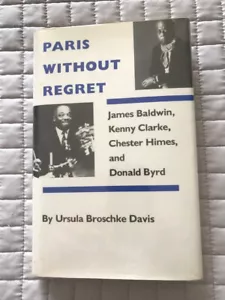 PARIS
WITHOUT
REGRET
James Baldwin,
Kenny Clarke,
Chester Himes,
and
Donald Byrd
By Ursula Broschke Davis